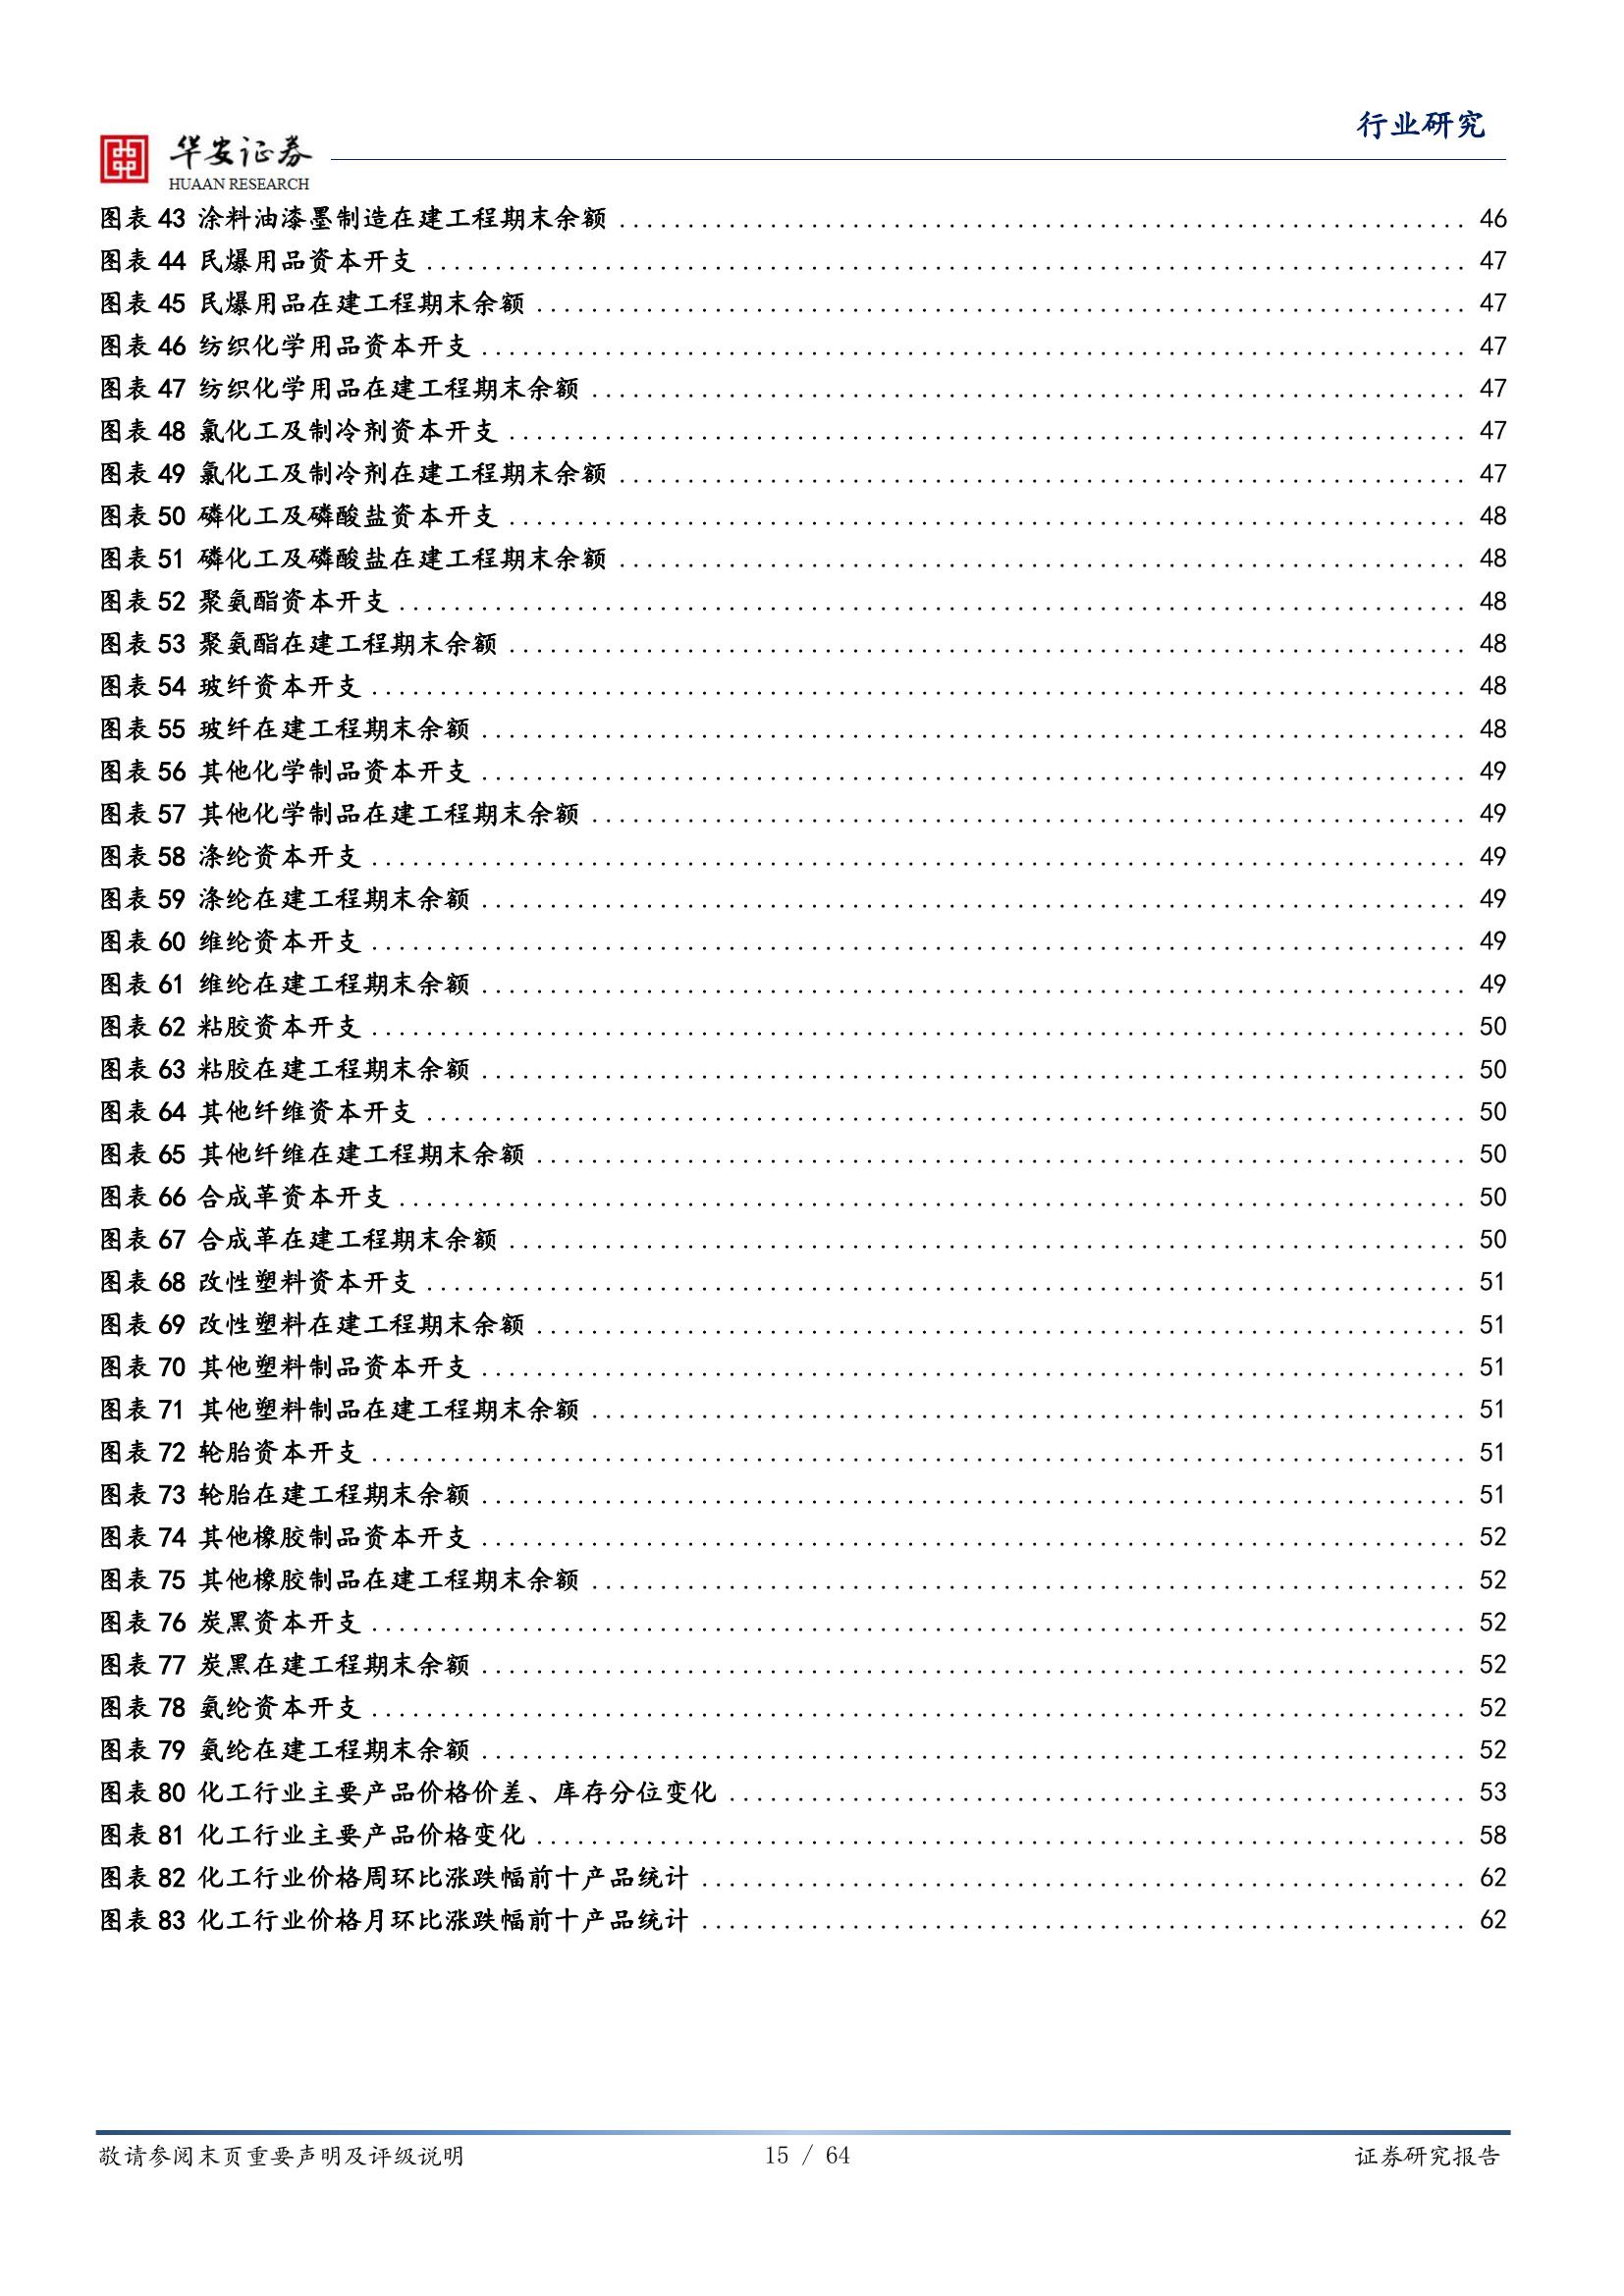 行业研究
华安证券
HUAAN RESEARCH
图表 43 涂料油漆墨制造在建工程期末余额 ........ 46
图表 44 民爆用品资本开支 ........ 47
图表 45 民爆用品在建工程期末余额 ........ 47
图表 46 纺织化学用品资本开支 ........ 47
图表 47 纺织化学用品在建工程期末余额 ........ 47
图表 48 氯化工及制冷剂资本开支 ........ 47
图表 49 氯化工及制冷剂在建工程期末余额 ........ 47
图表 50 磷化工及磷酸盐资本开支 ........ 48
图表 51 磷化工及磷酸盐在建工程期末余额 ........ 48
图表 52 聚氨酯资本开支 ........ 48
图表 53 聚氨酯在建工程期末余额 ........ 48
图表 54 玻纤资本开支 ........ 48
图表 55 玻纤在建工程期末余额 ........ 48
图表 56 其他化学制品资本开支 ........ 49
图表 57 其他化学制品在建工程期末余额 ........ 49
图表 58 涤纶资本开支 ........ 49
图表 59 涤纶在建工程期末余额 ........ 49
图表 60 维纶资本开支 ........ 49
图表 61 维纶在建工程期末余额 ........ 49
图表 62 粘胶资本开支 ........ 50
图表 63 粘胶在建工程期末余额 ........ 50
图表 64 其他纤维资本开支 ........ 50
图表 65 其他纤维在建工程期末余额 ........ 50
图表 66 合成革资本开支 ........ 50
图表 67 合成革在建工程期末余额 ........ 50
图表 68 改性塑料资本开支 ........ 51
图表 69 改性塑料在建工程期末余额 ........ 51
图表 70 其他塑料制品资本开支 ........ 51
图表 71 其他塑料制品在建工程期末余额 ........ 51
图表 72 轮胎资本开支 ........ 51
图表 73 轮胎在建工程期末余额 ........ 51
图表 74 其他橡胶制品资本开支 ........ 52
图表 75 其他橡胶制品在建工程期末余额 ........ 52
图表 76 炭黑资本开支 ........ 52
图表 77 炭黑在建工程期末余额 ........ 52
图表 78 氨纶资本开支 ........ 52
图表 79 氨纶在建工程期末余额 ........ 52
图表 80 化工行业主要产品价格价差、库存分位变化 ........ 53
图表 81 化工行业主要产品价格变化 ........ 58
图表 82 化工行业价格周环比涨跌幅前十产品统计 ........ 62
图表 83 化工行业价格月环比涨跌幅前十产品统计 ........ 62
敬请参阅末页重要声明及评级说明 15 / 64 证券研究报告